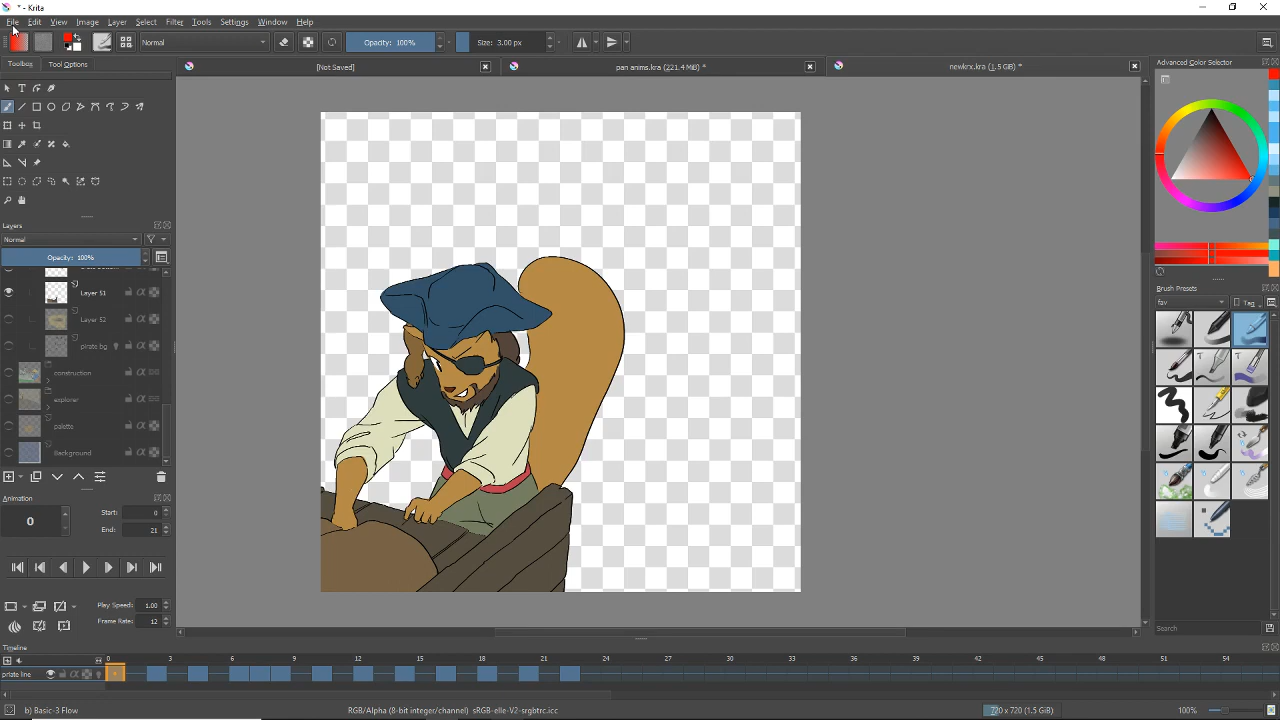 * - Krita
File Edit View Image Layer Select Filter Tools Settings Window Help
Normal Opacity: 100% Size: 3.00 px
Toolbox Tool Options
[Not Saved] pan anims.kra (221.4 MiB) * newkrx.kra (1.5 GiB) *
Advanced Color Selector
Layers
Normal
Opacity: 100%
Layer 51
Layer 52
pirate bg
construction
explorer
palette
Background
Brush Presets
fav Tag
T T
Search
Animation
0 Start: 0
End: 21
Play Speed: 1.00
Frame Rate: 12
Timeline
0 3 6 9 12 15 18 21 24 27 30 33 36 39 42 45 48 51 54
prate line
b) Basic-3 Flow RGB/Alpha (8-bit integer/channel) sRGB-elle-V2-srgbtrc.icc 720 x 720 (1.5 GiB) 100%